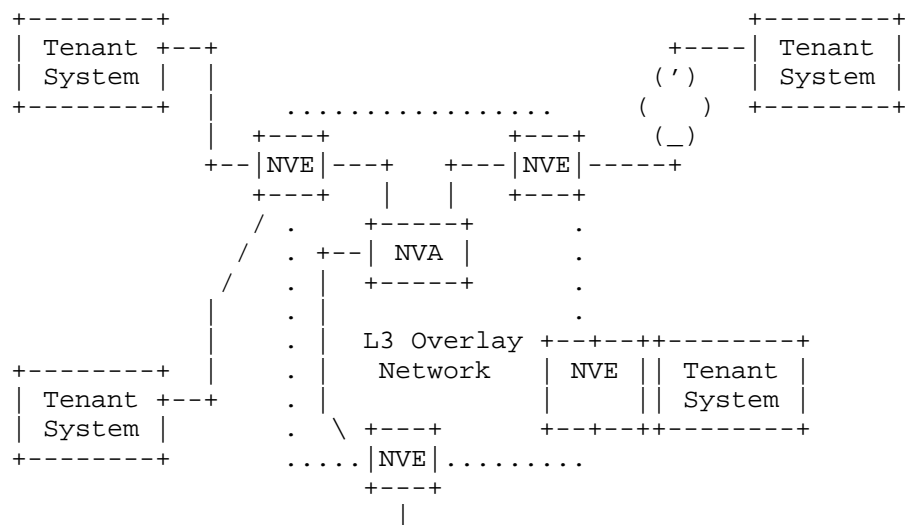 Tenant Tenant
System System
NVE NVE
NVA
L3 Overlay
Network NVE Tenant
Tenant System
System
NVE